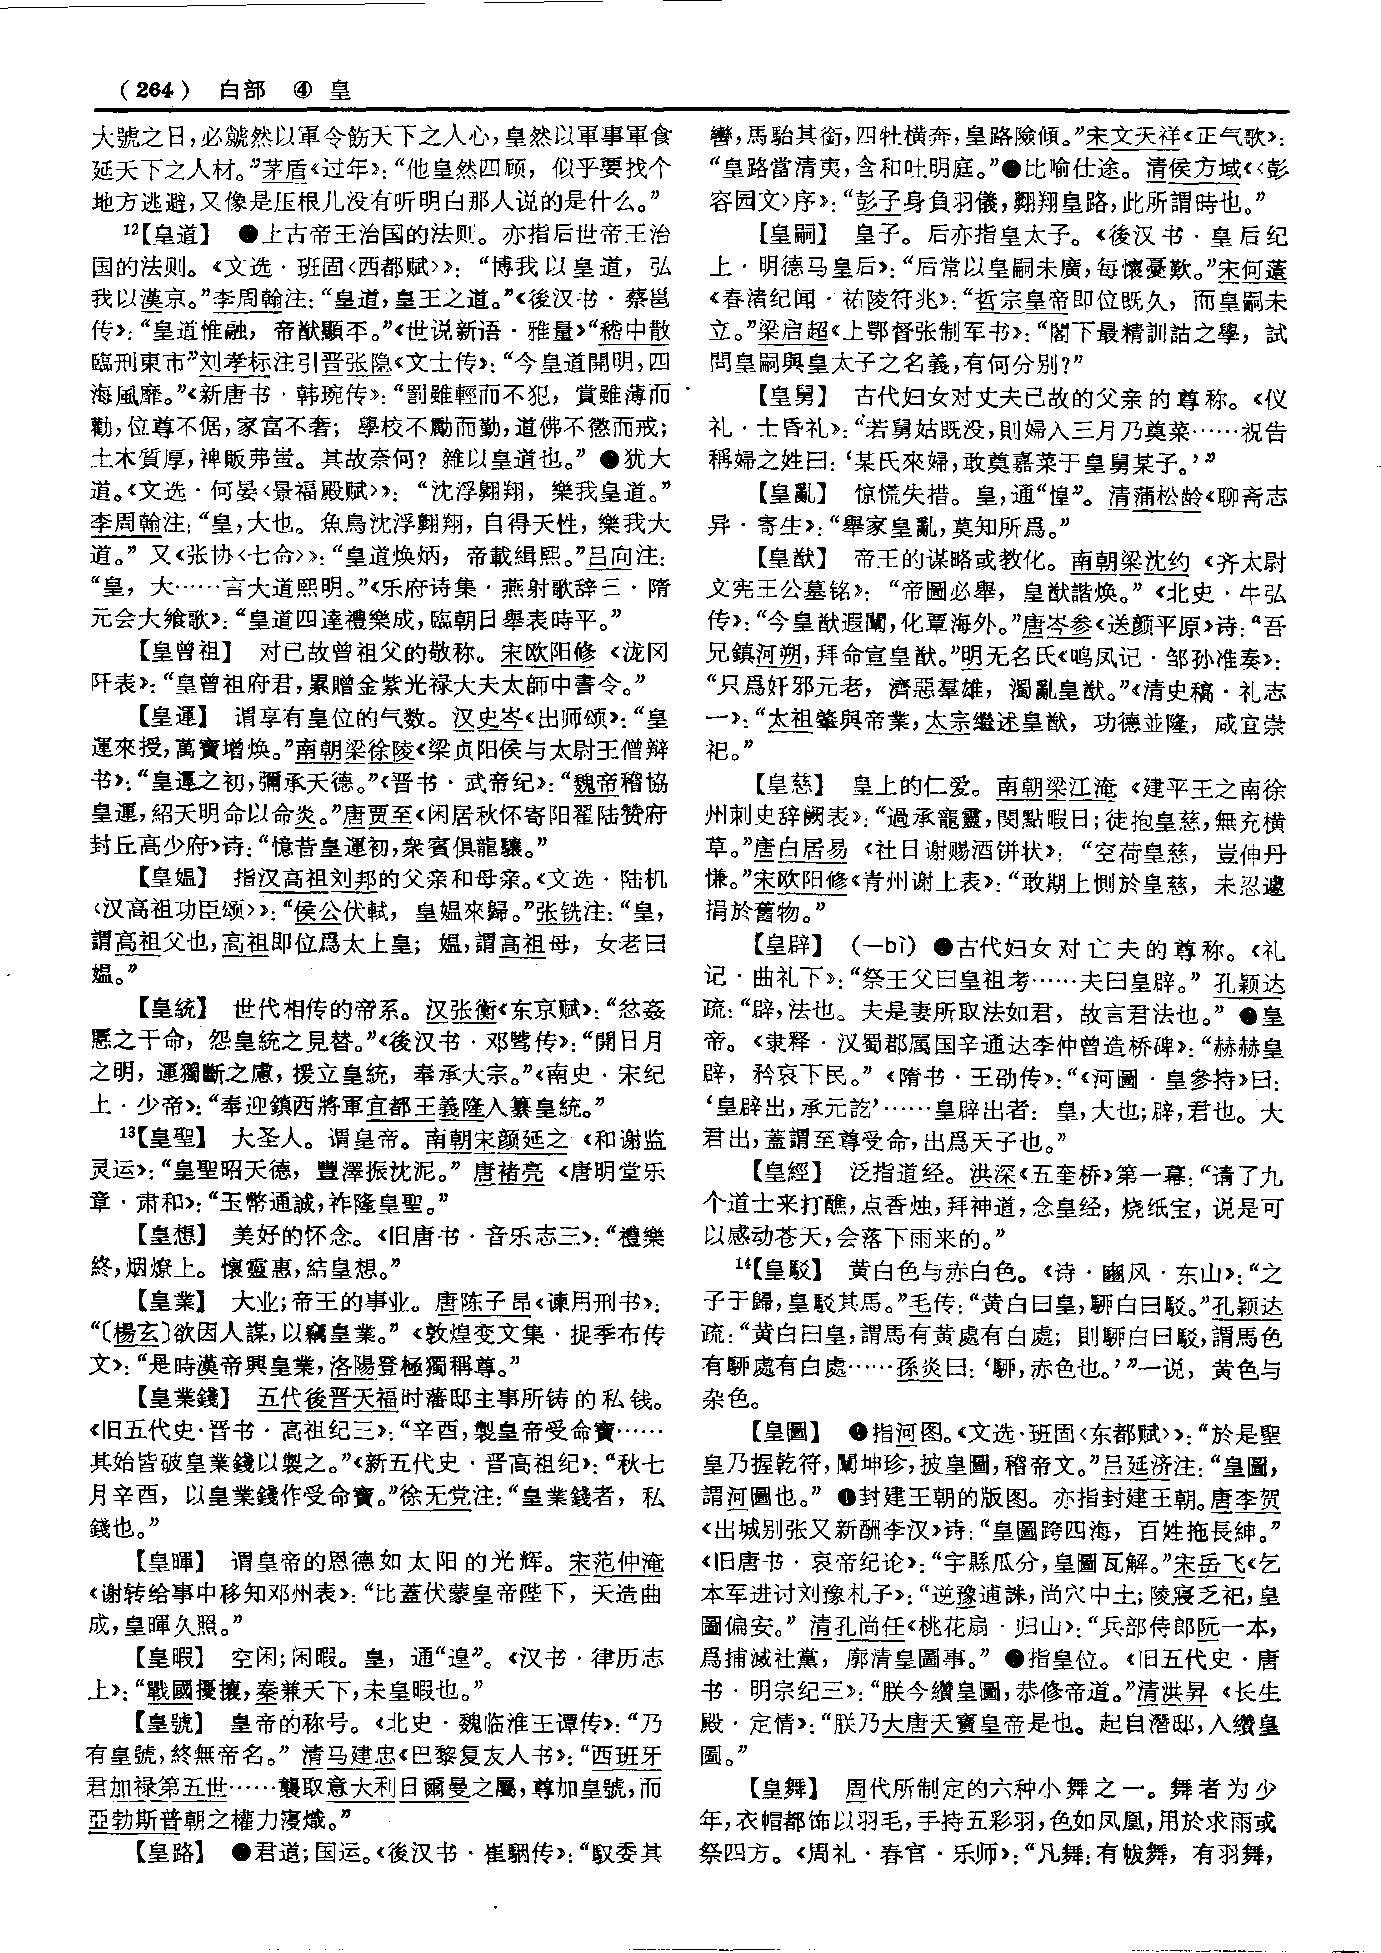 （264） 白部 ④ 皇
大號之日，必虩然以軍令飭天下之人心，皇然以軍事軍食
延天下之人材。”茅盾《过年》：“他皇然四顾，似乎要找个
地方逃避，又像是压根儿没有听明白那人说的是什么。”
12【皇道】 ●上古帝王治国的法则。亦指后世帝王治
国的法则。《文选·班固〈西都赋〉》：“博我以皇道，弘
我以漢京。”李周翰注：“皇道，皇王之道。”《後汉书·蔡邕
传》：“皇道惟融，帝猷顯丕。”《世说新语·雅量》“嵇中散
臨刑東市”刘孝标注引晋张隐《文士传》：“今皇道開明，四
海風靡。”《新唐书·韩琬传》：“罰雖輕而不犯，賞雖薄而
勸，位尊不倨，家富不奢；學校不勵而勤，道佛不懲而戒；
土木質厚，裨販弗蚩。其故奈何？雜以皇道也。”●犹大
道。《文选·何晏〈景福殿赋〉》：“沈浮翺翔，樂我皇道。”
李周翰注：“皇，大也。魚鳥沈浮翺翔，自得天性，樂我大
道。”又《张协〈七命〉》：“皇道焕炳，帝載緝熙。”吕向注：
“皇，大……言大道熙明。”《乐府诗集·燕射歌辞三·隋
元会大飨歌》：“皇道四達禮樂成，臨朝日舉表時平。”
【皇曾祖】 对已故曾祖父的敬称。宋欧阳修《泷冈
阡表》：“皇曾祖府君，累贈金紫光禄大夫太師中書令。”
【皇運】 谓享有皇位的气数。汉史岑《出师颂》：“皇
運來授，萬寶增焕。”南朝梁徐陵《梁贞阳侯与太尉王僧辩
书》：“皇運之初，彌承天德。”《晋书·武帝纪》：“魏帝稽協
皇運，紹天明命以命炎。”唐贾至《闲居秋怀寄阳翟陆赞府
封丘高少府》诗：“憶昔皇運初，衆賓俱龍驤。”
【皇媪】 指汉高祖刘邦的父亲和母亲。《文选·陆机
〈汉高祖功臣颂〉》：“侯公伏軾，皇媪來歸。”张铣注：“皇，
謂高祖父也，高祖即位爲太上皇；媪，謂高祖母，女老曰
媪。”
【皇統】 世代相传的帝系。汉张衡《东京赋》：“忿姦
慝之干命，怨皇統之見替。”《後汉书·邓骘传》：“開日月
之明，運獨斷之慮，援立皇統，奉承大宗。”《南史·宋纪
上·少帝》：“奉迎鎮西將軍宜都王義隆入纂皇統。”
13【皇聖】 大圣人。谓皇帝。南朝宋颜延之《和谢监
灵运》：“皇聖昭天德，豐澤振沈泥。”唐褚亮《唐明堂乐
章·肃和》：“玉幣通誠，祚隆皇聖。”
【皇想】 美好的怀念。《旧唐书·音乐志三》：“禮樂
終，烟燎上。懷靈惠，結皇想。”
【皇業】 大业；帝王的事业。唐陈子昂《谏用刑书》：
“〔楊玄〕欲因人謀，以竊皇業。”《敦煌变文集·捉季布传
文》：“是時漢帝興皇業，洛陽登極獨稱尊。”
【皇業錢】 五代後晋天福时藩邸主事所铸的私钱。
《旧五代史·晋书·高祖纪三》：“辛酉，製皇帝受命寶……
其始皆破皇業錢以製之。”《新五代史·晋高祖纪》：“秋七
月辛酉，以皇業錢作受命寶。”徐无党注：“皇業錢者，私
錢也。”
【皇暉】 谓皇帝的恩德如太阳的光辉。宋范仲淹
《谢转给事中移知邓州表》：“比蓋伏蒙皇帝陛下，天造曲
成，皇暉久照。”
【皇暇】 空闲；闲暇。皇，通“遑”。《汉书·律历志
上》：“戰國擾攘，秦兼天下，未皇暇也。”
【皇號】 皇帝的称号。《北史·魏临淮王谭传》：“乃
有皇號，終無帝名。”清马建忠《巴黎复友人书》：“西班牙
君加禄第五世……襲取意大利日爾曼之屬，尊加皇號，而
亞勃斯普朝之權力寖熾。”
【皇路】 ●君道；国运。《後汉书·崔駰传》：“馭委其
轡，馬駘其銜，四牡横奔，皇路險傾。”宋文天祥《正气歌》：
“皇路當清夷，含和吐明庭。”●比喻仕途。清侯方域《〈彭
容园文〉序》：“彭子身負羽儀，翺翔皇路，此所謂時也。”
【皇嗣】 皇子。后亦指皇太子。《後汉书·皇后纪
上·明德马皇后》：“后常以皇嗣未廣，每懷憂歎。”宋何薳
《春渚纪闻·祐陵符兆》：“哲宗皇帝即位既久，而皇嗣未
立。”梁启超《上鄂督张制军书》：“閣下最精訓詁之學，試
問皇嗣與皇太子之名義，有何分别？”
【皇舅】 古代妇女对丈夫已故的父亲的尊称。《仪
礼·士昏礼》：“若舅姑既没，則婦入三月乃奠菜……祝告
稱婦之姓曰：‘某氏來婦，敢奠嘉菜于皇舅某子。’”
【皇亂】 惊慌失措。皇，通“惶”。清蒲松龄《聊斋志
异·寄生》：“舉家皇亂，莫知所爲。”
【皇猷】 帝王的谋略或教化。南朝梁沈约《齐太尉
文宪王公墓铭》：“帝圖必舉，皇猷諧焕。”《北史·牛弘
传》：“今皇猷遐闡，化覃海外。”唐岑参《送颜平原》诗：“吾
兄鎮河朔，拜命宣皇猷。”明无名氏《鸣凤记·邹孙准奏》：
“只爲奸邪元老，濟惡羣雄，濁亂皇猷。”《清史稿·礼志
一》：“太祖肇興帝業，太宗繼述皇猷，功德並隆，咸宜崇
祀。”
【皇慈】 皇上的仁爱。南朝梁江淹《建平王之南徐
州刺史辞阙表》：“過承龍靈，閔點暇日；徒抱皇慈，無充横
草。”唐白居易《社日谢赐酒饼状》：“空荷皇慈，豈伸丹
慊。”宋欧阳修《青州谢上表》：“敢期上惻於皇慈，未忍遽
捐於舊物。”
【皇辟】 （—bì）●古代妇女对亡夫的尊称。《礼
记·曲礼下》：“祭王父曰皇祖考……夫曰皇辟。”孔颖达
疏：“辟，法也。夫是妻所取法如君，故言君法也。”●皇
帝。《隶释·汉蜀郡属国辛通达李仲曾造桥碑》：“赫赫皇
辟，矜哀下民。”《隋书·王劭传》：“《河圖·皇參持》曰：
‘皇辟出，承元訖’……皇辟出者：皇，大也；辟，君也。大
君出，蓋謂至尊受命，出爲天子也。”
【皇經】 泛指道经。洪深《五奎桥》第一幕：“请了九
个道士来打醮，点香烛，拜神道，念皇经，烧纸宝，说是可
以感动苍天，会落下雨来的。”
14【皇駁】 黄白色与赤白色。《诗·豳风·东山》：“之
子于歸，皇駁其馬。”毛传：“黄白曰皇，騂白曰駁。”孔颖达
疏：“黄白曰皇，謂馬有黄處有白處；則騂白曰駁，謂馬色
有騂處有白處……孫炎曰：‘騂，赤色也。’”一说，黄色与
杂色。
【皇圖】 ❶指河图。《文选·班固〈东都赋〉》：“於是聖
皇乃握乾符，闡坤珍，披皇圖，稽帝文。”吕延济注：“皇圖，
謂河圖也。”●封建王朝的版图。亦指封建王朝。唐李贺
《出城别张又新酬李汉》诗：“皇圖跨四海，百姓拖長紳。”
《旧唐书·哀帝纪论》：“宇縣瓜分，皇圖瓦解。”宋岳飞《乞
本军进讨刘豫札子》：“逆豫逋誅，尚穴中土；陵寢乏祀，皇
圖偏安。”清孔尚任《桃花扇·归山》：“兵部侍郎阮一本，
爲捕滅社黨，廓清皇圖事。”●指皇位。《旧五代史·唐
书·明宗纪三》：“朕今纘皇圖，恭修帝道。”清洪昇《长生
殿·定情》：“朕乃大唐天寶皇帝是也。起自潛邸，入纘皇
圖。”
【皇舞】 周代所制定的六种小舞之一。舞者为少
年，衣帽都饰以羽毛，手持五彩羽，色如凤凰，用於求雨或
祭四方。《周礼·春官·乐师》：“凡舞：有帗舞，有羽舞，